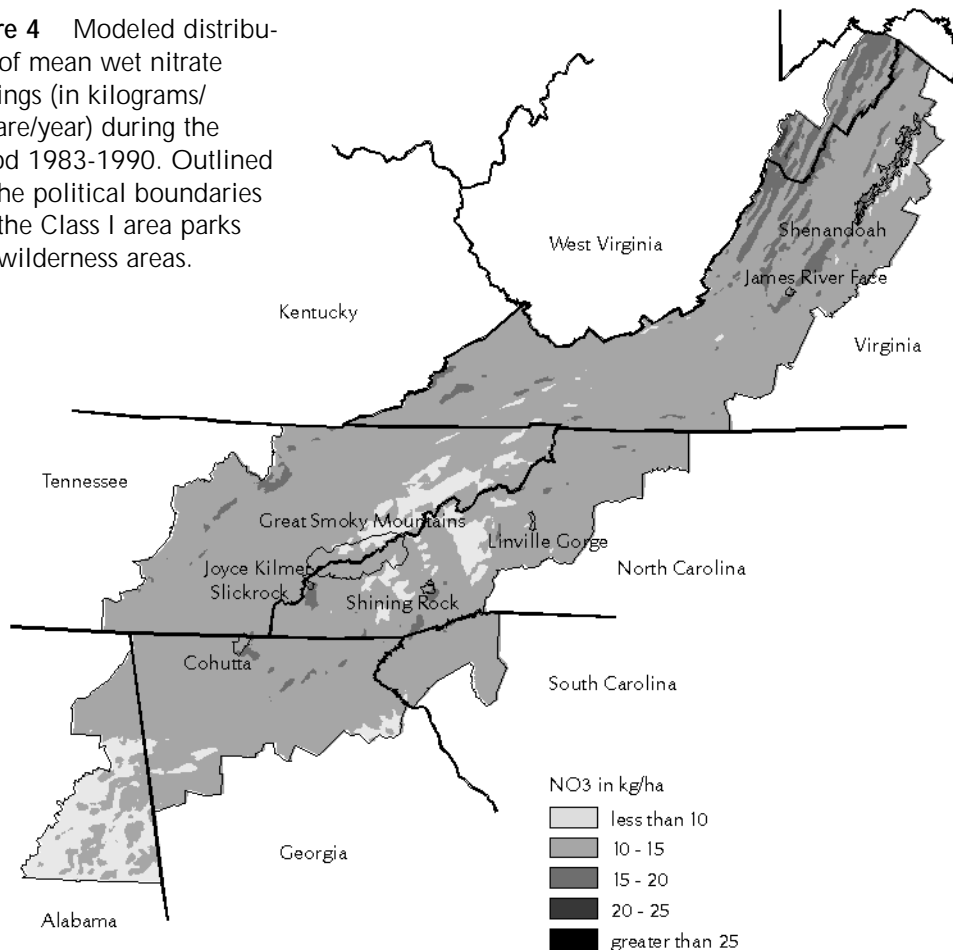 re 4 Modeled distribu-
of mean wet nitrate
ings (in kilograms/
are/year) during the
od 1983-1990. Outlined
he political boundaries
the Class I area parks
wilderness areas.
West Virginia
Shenandoah
James River Face
Kentucky
Virginia
Tennessee
Great Smoky Mountains
Linville Gorge
Joyce Kilmer
Slickrock
North Carolina
Shining Rock
Cohutta
South Carolina
NO3 in kg/ha
less than 10
10 - 15
15 - 20
20 - 25
greater than 25
Georgia
Alabama